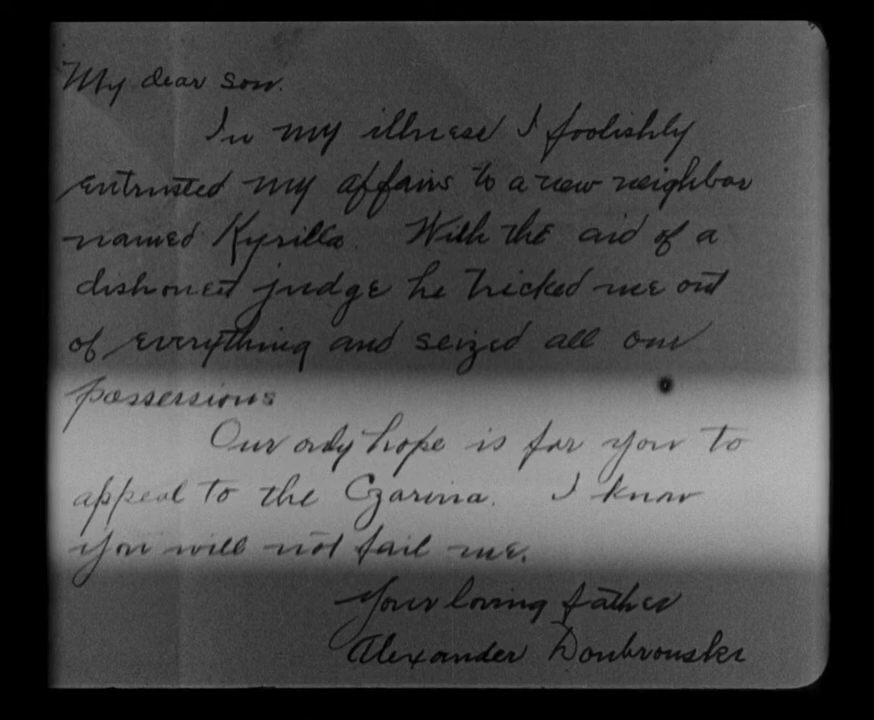 My dear son.
In my illness I foolishly
entrusted my affairs to a new neighbor
named Kyrilla. With the aid of a
dishonest judge he tricked me out
of everything and seized all our
possessions
Our only hope is for you to
appeal to the Czarina. I know
you will not fail me.
Your loving father
Alexander Doubrouski